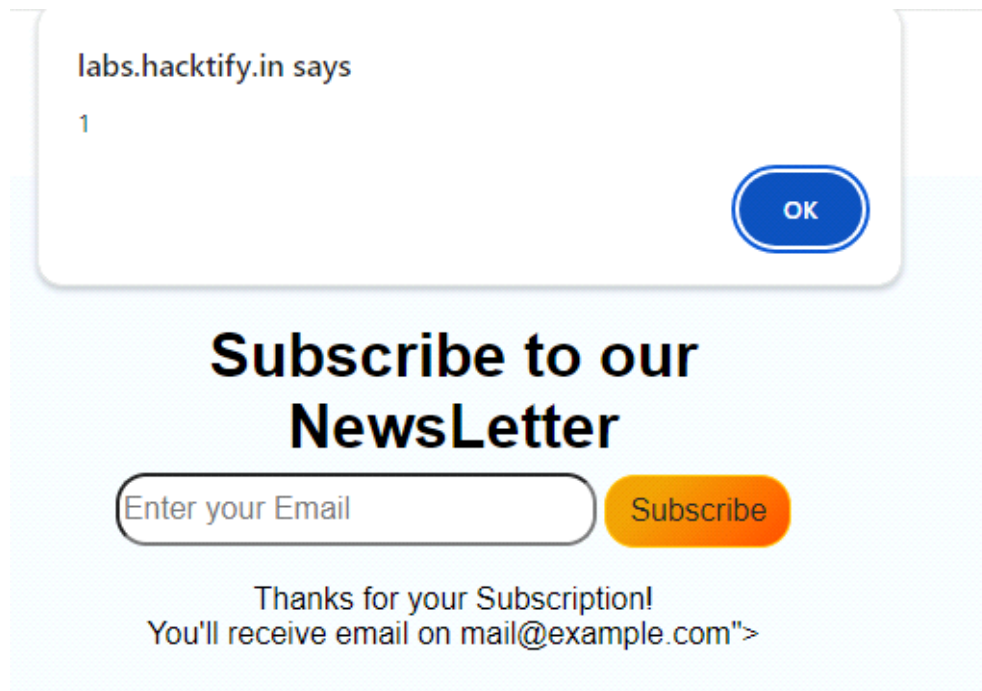 labs.hacktify.in says
1
OK
Subscribe to our
NewsLetter
Enter your Email
Subscribe
Thanks for your Subscription!
You'll receive email on mail@example.com">